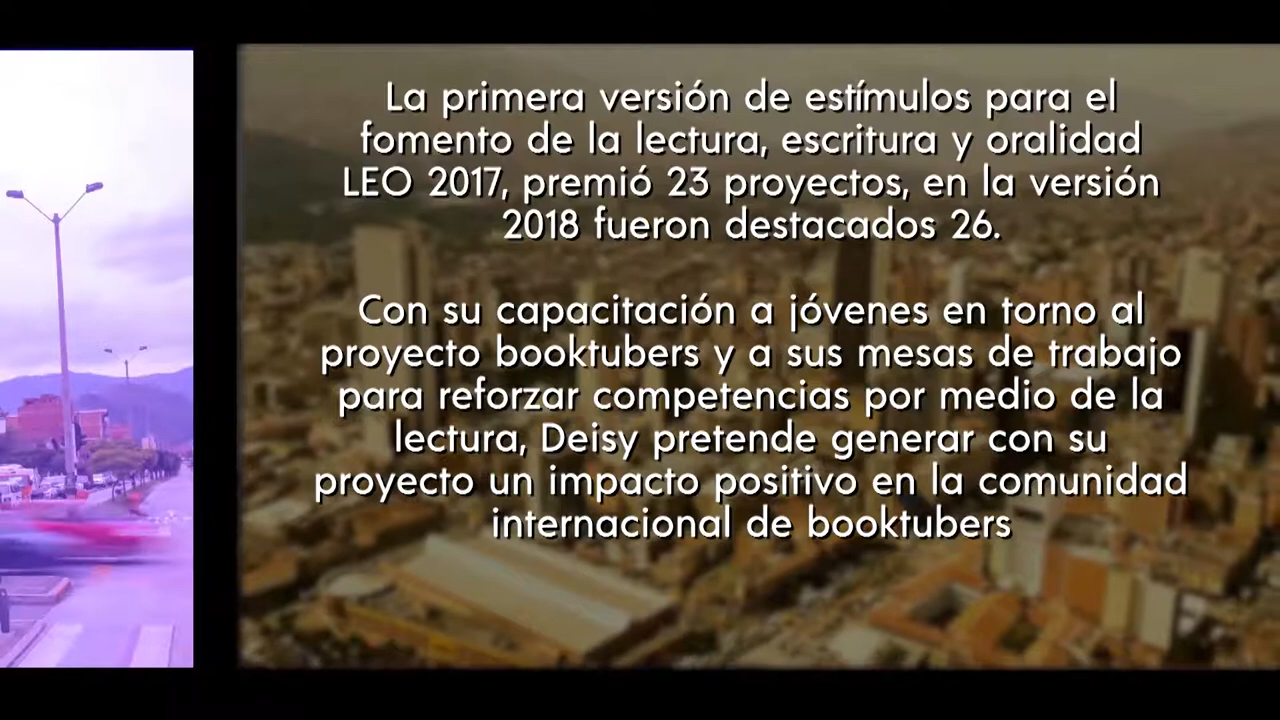 La primera versión de estímulos para el
fomento de la lectura, escritura y oralidad
LEO 2017, premió 23 proyectos, en la versión
2018 fueron destacados 26.
Con su capacitación a jóvenes en torno al
proyecto booktubers y a sus mesas de trabajo
para reforzar competencias por medio de la
lectura, Deisy pretende generar con su
proyecto un impacto positivo en la comunidad
internacional de booktubers